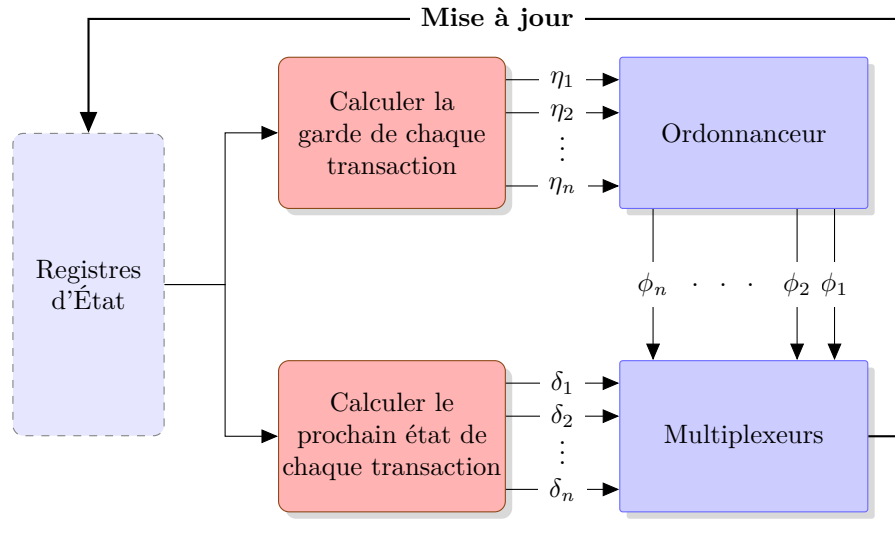 Mise à jour
Calculer la
garde de chaque
transaction
η1
η2
⋮
ηn
Ordonnanceur
Registres
d'État
ϕn · · · ϕ2 ϕ1
Calculer le
prochain état de
chaque transaction
δ1
δ2
⋮
δn
Multiplexeurs